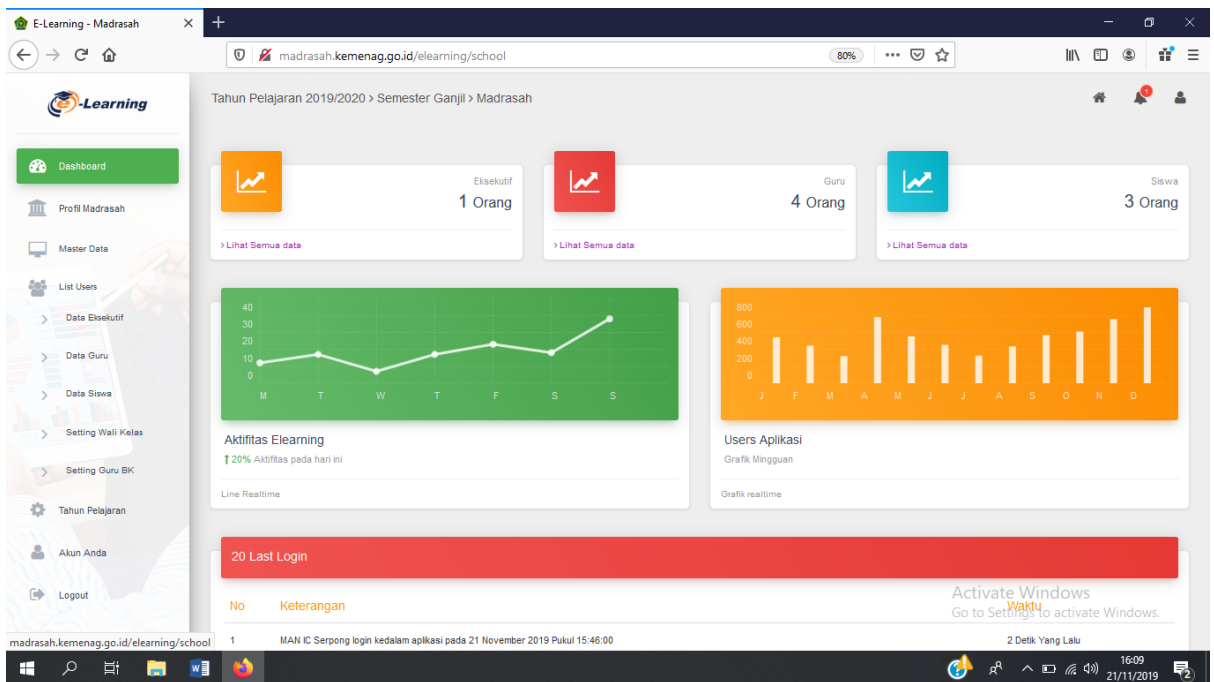 E-Learning - Madrasah
madrasah.kemenag.go.id/elearning/school
80%
e-Learning
Tahun Pelajaran 2019/2020 > Semester Ganjil > Madrasah
1
Dashboard
Profil Madrasah
Master Data
List Users
Data Eksekutif
Data Guru
Data Siswa
Setting Wali Kelas
Setting Guru BK
Tahun Pelajaran
Akun Anda
Logout
Eksekutif
1 Orang
> Lihat Semua data
Guru
4 Orang
> Lihat Semua data
Siswa
3 Orang
> Lihat Semua data
40
30
20
10
0
M T W T F S S
Aktifitas Elearning
20% Aktifitas pada hari ini
Line Realtime
800
600
400
200
0
J F M A M J J A S O N D
Users Aplikasi
Grafik Mingguan
Grafik realtime
20 Last Login
No Keterangan Waktu
1 MAN IC Serpong login kedalam aplikasi pada 21 November 2019 Pukul 15:46:00 2 Detik Yang Lalu
Activate Windows
Go to Settings to activate Windows.
madrasah.kemenag.go.id/elearning/school
16:09
21/11/2019
2